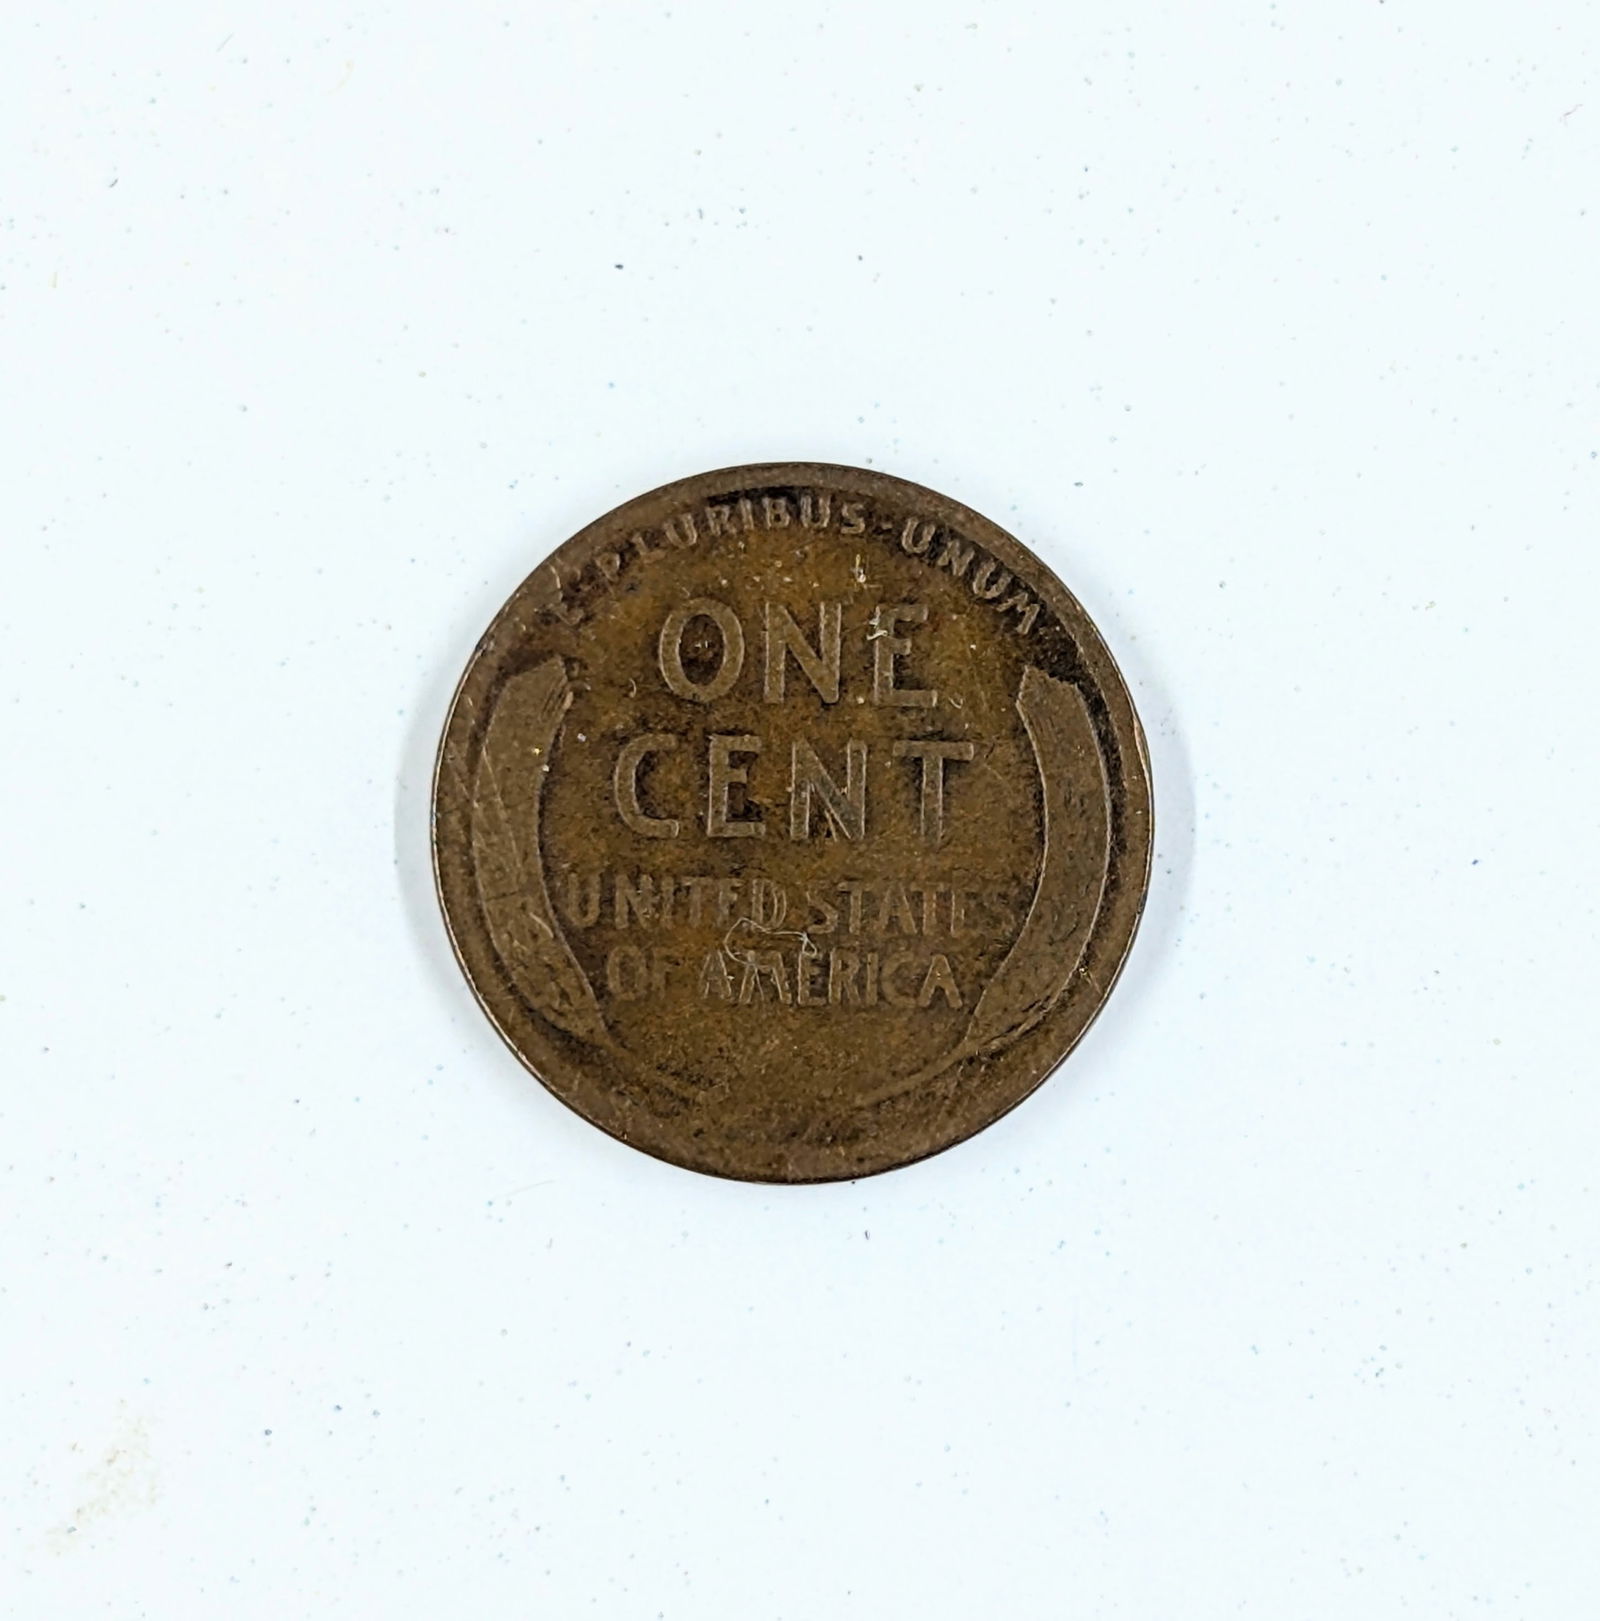 E·PLURIBUS·UNUM
ONE
CENT
UNITED STATES
OF AMERICA